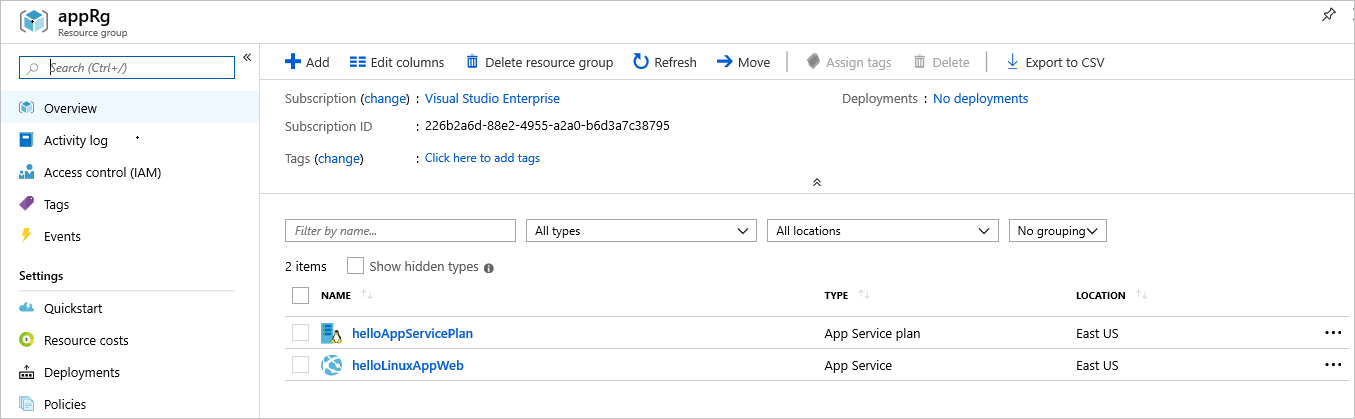 appRg
Resource group
Search (Ctrl+/)
Overview
Activity log
Access control (IAM)
Tags
Events
Settings
Quickstart
Resource costs
Deployments
Policies
Add Edit columns Delete resource group Refresh Move Assign tags Delete Export to CSV
Subscription (change) : Visual Studio Enterprise Deployments : No deployments
Subscription ID : 226b2a6d-88e2-4955-a2a0-b6d3a7c38795
Tags (change) : Click here to add tags
Filter by name... All types All locations No grouping
2 items Show hidden types
NAME TYPE LOCATION
helloAppServicePlan App Service plan East US
helloLinuxAppWeb App Service East US